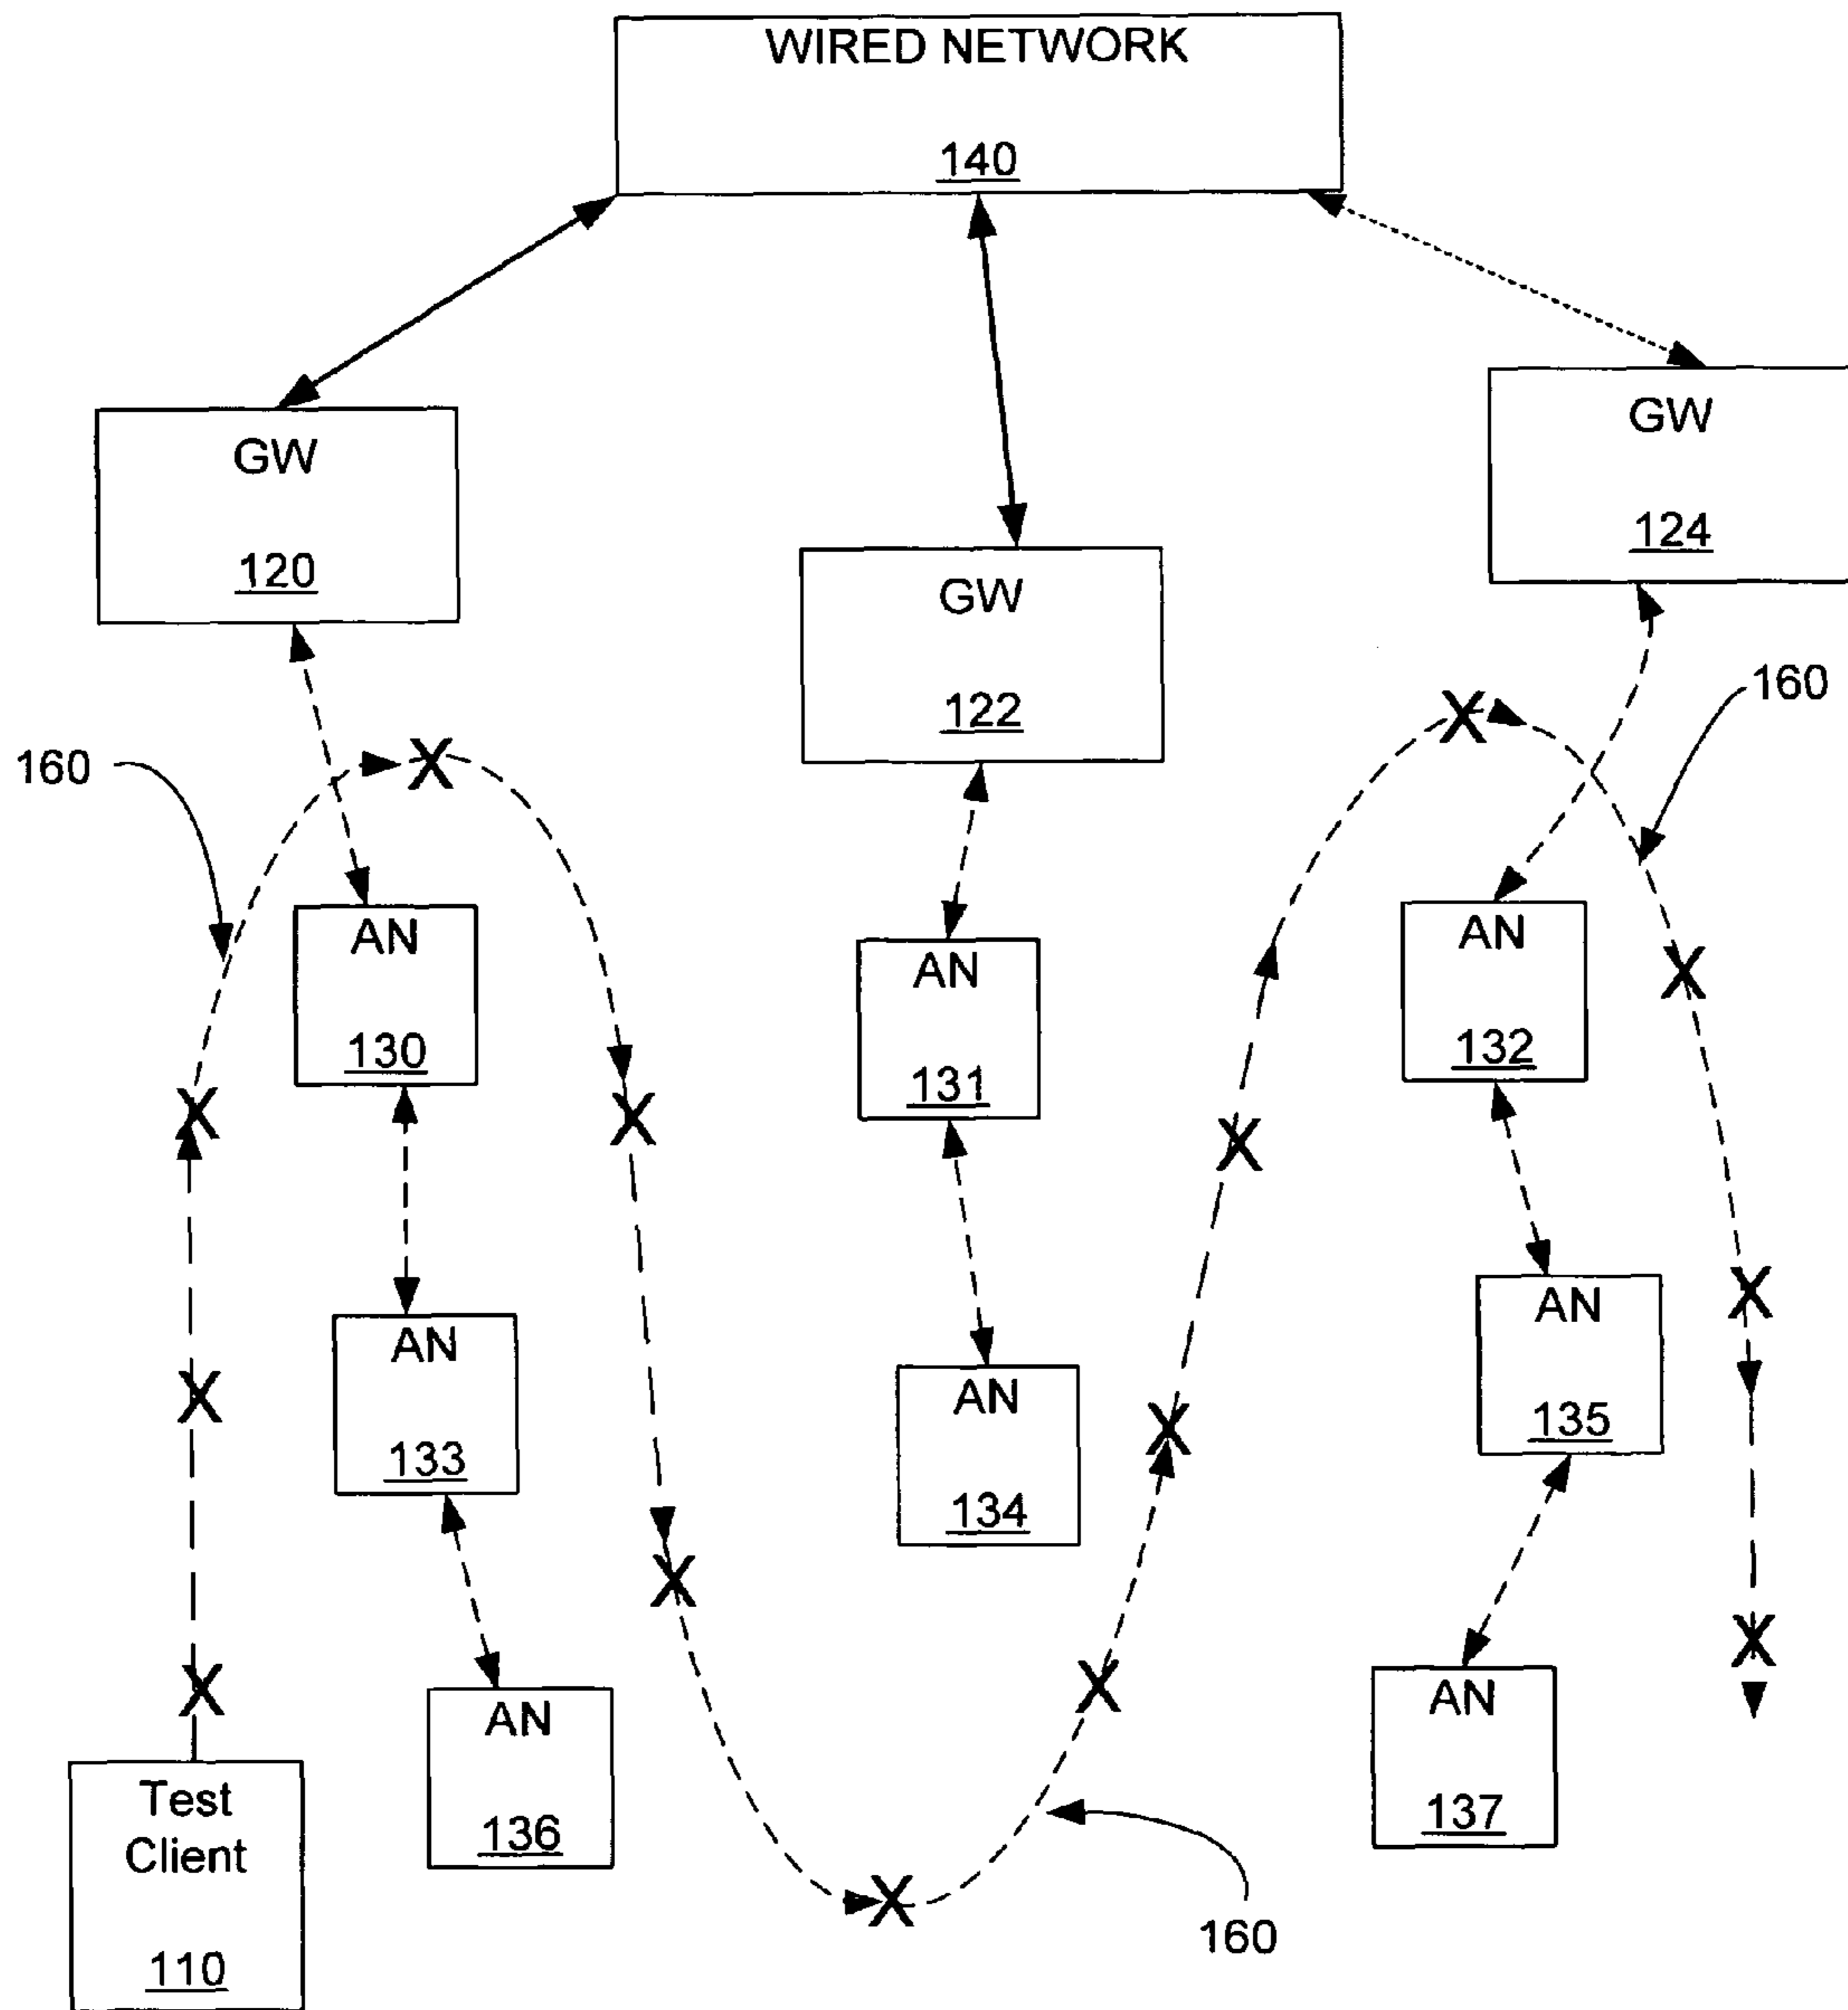 WIRED NETWORK
140
GW
120
GW
122
GW
124
160
160
AN
130
AN
131
AN
132
AN
133
AN
134
AN
135
AN
136
AN
137
Test
Client
110
160
X
X
X
X
X
X
X
X
X
X
X
X
X
X